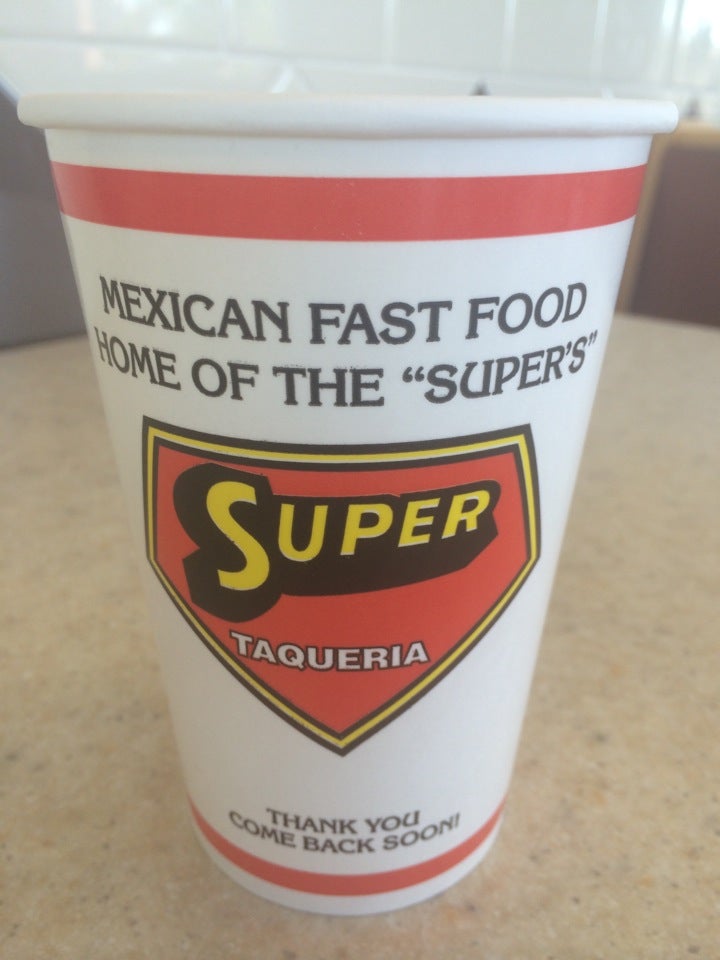 MEXICAN FAST FOOD
HOME OF THE “SUPER’S”
SUPER
TAQUERIA
THANK YOU
COME BACK SOON!